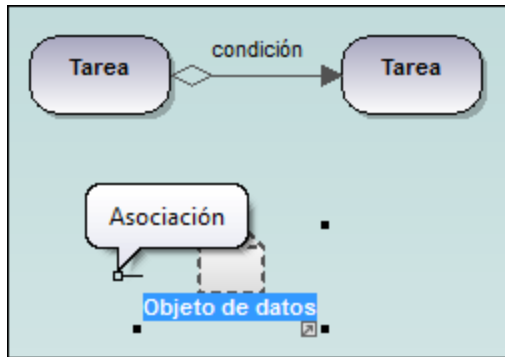 condición
Tarea
Tarea
Asociación
Objeto de datos